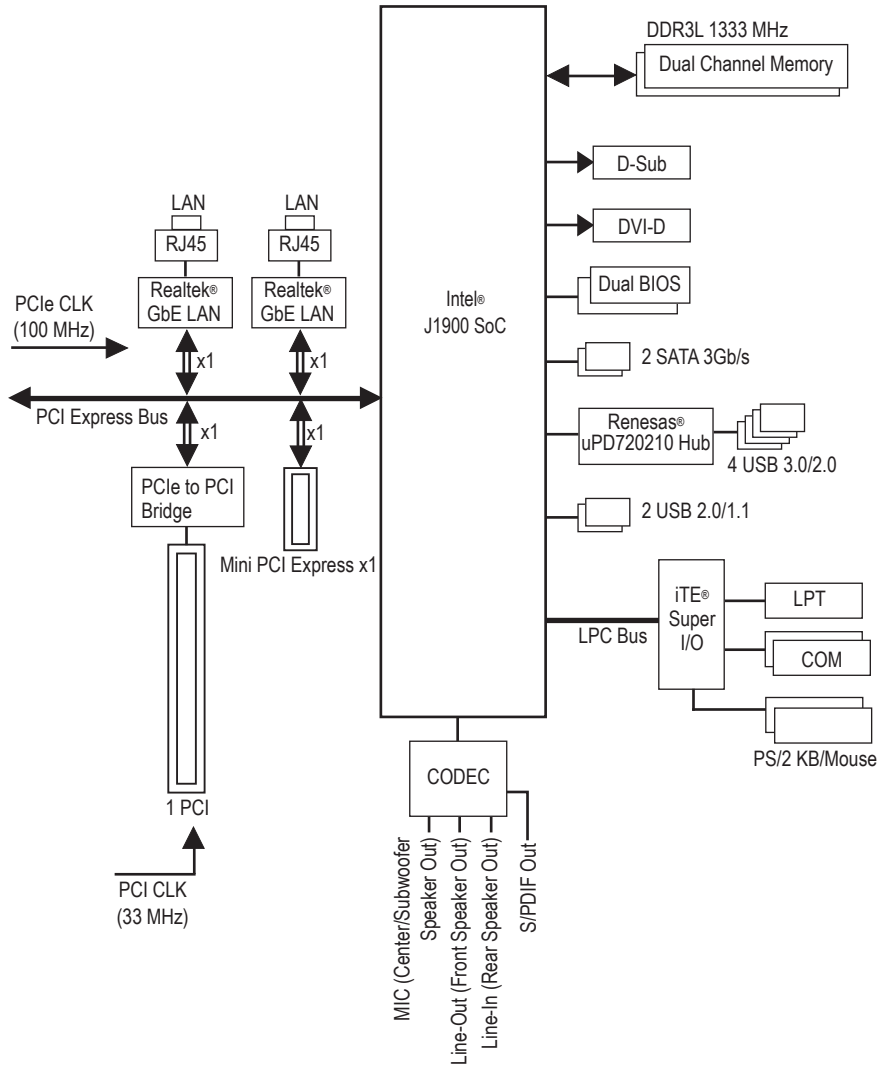 DDR3L 1333 MHz
Dual Channel Memory
D-Sub
LAN
LAN
RJ45
RJ45
DVI-D
Realtek®
GbE LAN
Realtek®
GbE LAN
Dual BIOS
PCIe CLK
(100 MHz)
Intel®
J1900 SoC
x1
x1
2 SATA 3Gb/s
PCI Express Bus
x1
x1
Renesas®
uPD720210 Hub
4 USB 3.0/2.0
PCIe to PCI
Bridge
2 USB 2.0/1.1
Mini PCI Express x1
iTE®
Super
I/O
LPT
LPC Bus
COM
PS/2 KB/Mouse
CODEC
1 PCI
PCI CLK
(33 MHz)
MIC (Center/Subwoofer
Speaker Out)
Line-Out (Front Speaker Out)
Line-In (Rear Speaker Out)
S/PDIF Out